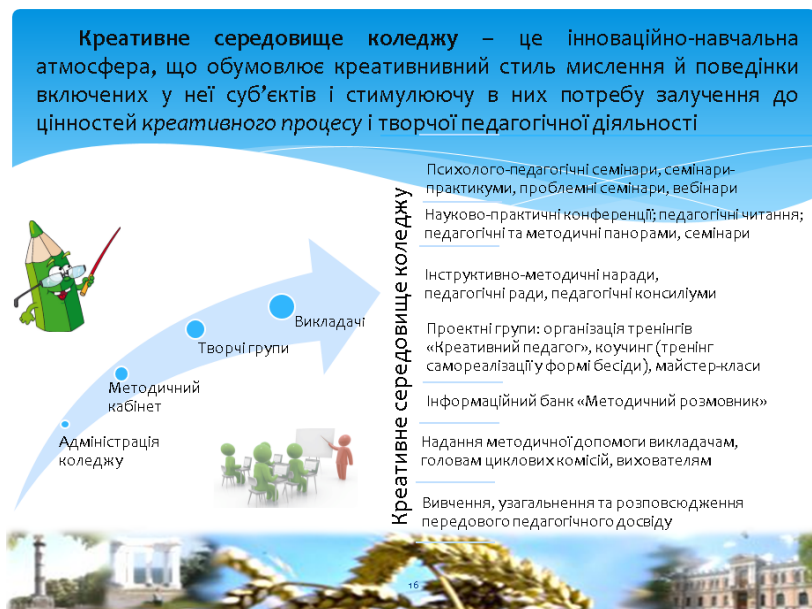 Креативне середовище коледжу – це інноваційно-навчальна
атмосфера, що обумовлює креативнивний стиль мислення й поведінки
включених у неї суб’єктів і стимулюючу в них потребу залучення до
цінностей креативного процесу і творчої педагогічної діяльності
Викладачі
Творчі групи
Методичний
кабінет
Адміністрація
коледжу
Креативне середовище коледжу
Психолого-педагогічні семінари, семінари-
практикуми, проблемні семінари, вебінари
Науково-практичні конференції; педагогічні читання;
педагогічні та методичні панорами, семінари
Інструктивно-методичні наради,
педагогічні ради, педагогічні консиліуми
Проектні групи: організація тренінгів
«Креативний педагог», коучинг (тренінг
самореалізації у формі бесіди), майстер-класи
Інформаційний банк «Методичний розмовник»
Надання методичної допомоги викладачам,
головам циклових комісій, вихователям
Вивчення, узагальнення та розповсюдження
передового педагогічного досвіду
16